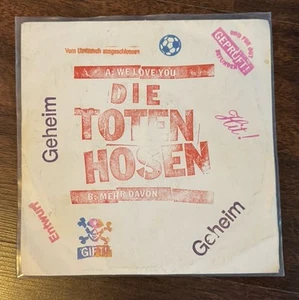 Vom Umtausch ausgeschlossen
GEPRÜFT!
A: WE LOVE YOU
DIE
TOTEN
HOSEN
B: MEHR DAVON
Geheim
Hit!
Geheim
Entwurf
GIFT!